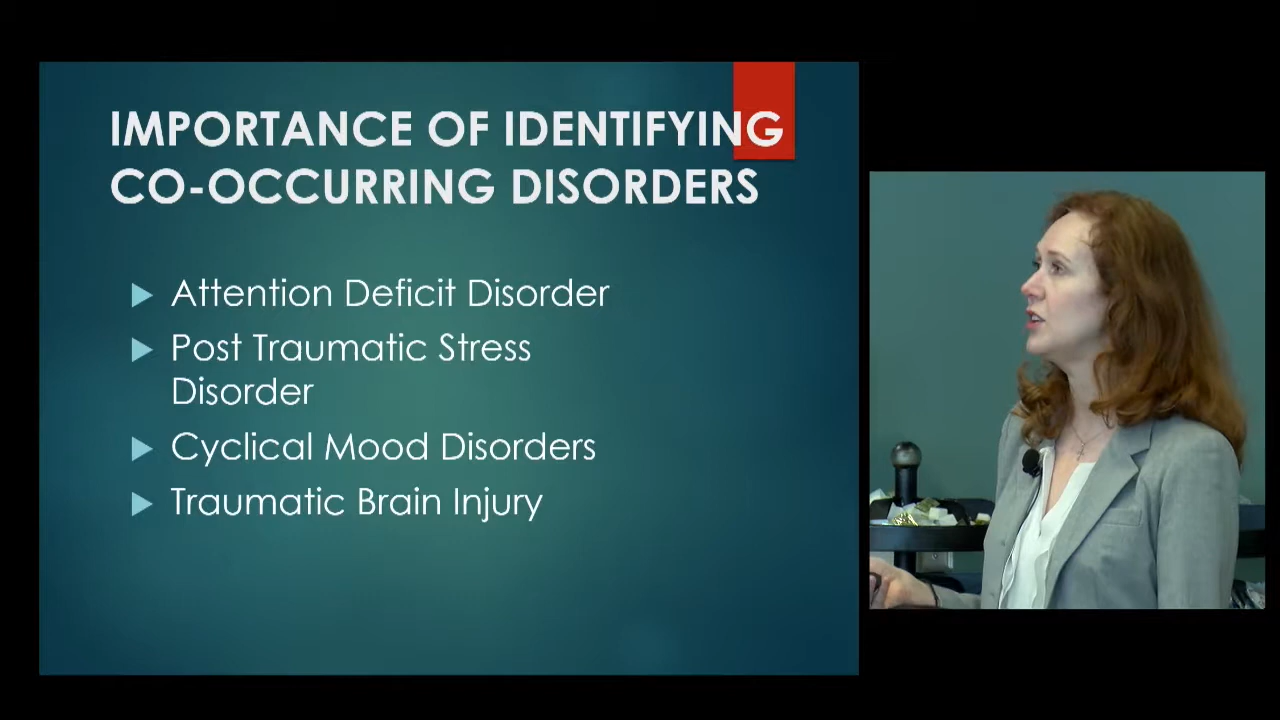 IMPORTANCE OF IDENTIFYING
CO-OCCURRING DISORDERS
Attention Deficit Disorder
Post Traumatic Stress
Disorder
Cyclical Mood Disorders
Traumatic Brain Injury